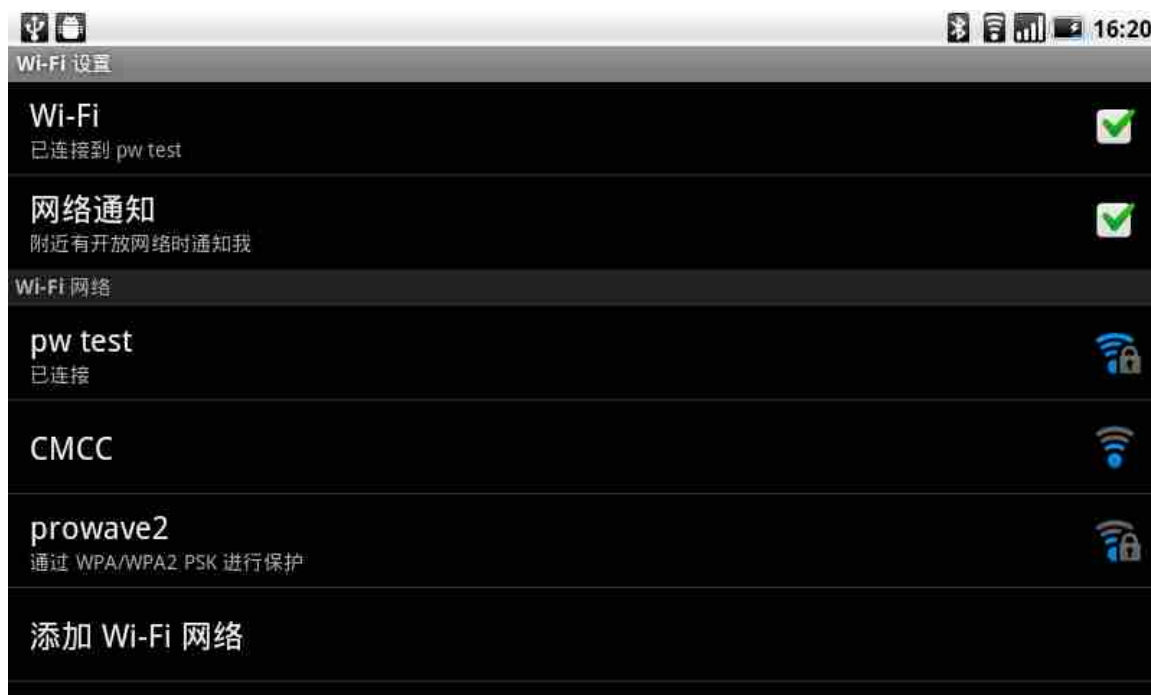 16:20
Wi-Fi 设置
Wi-Fi
已连接到 pw test
网络通知
附近有开放网络时通知我
Wi-Fi 网络
pw test
已连接
CMCC
prowave2
通过 WPA/WPA2 PSK 进行保护
添加 Wi-Fi 网络